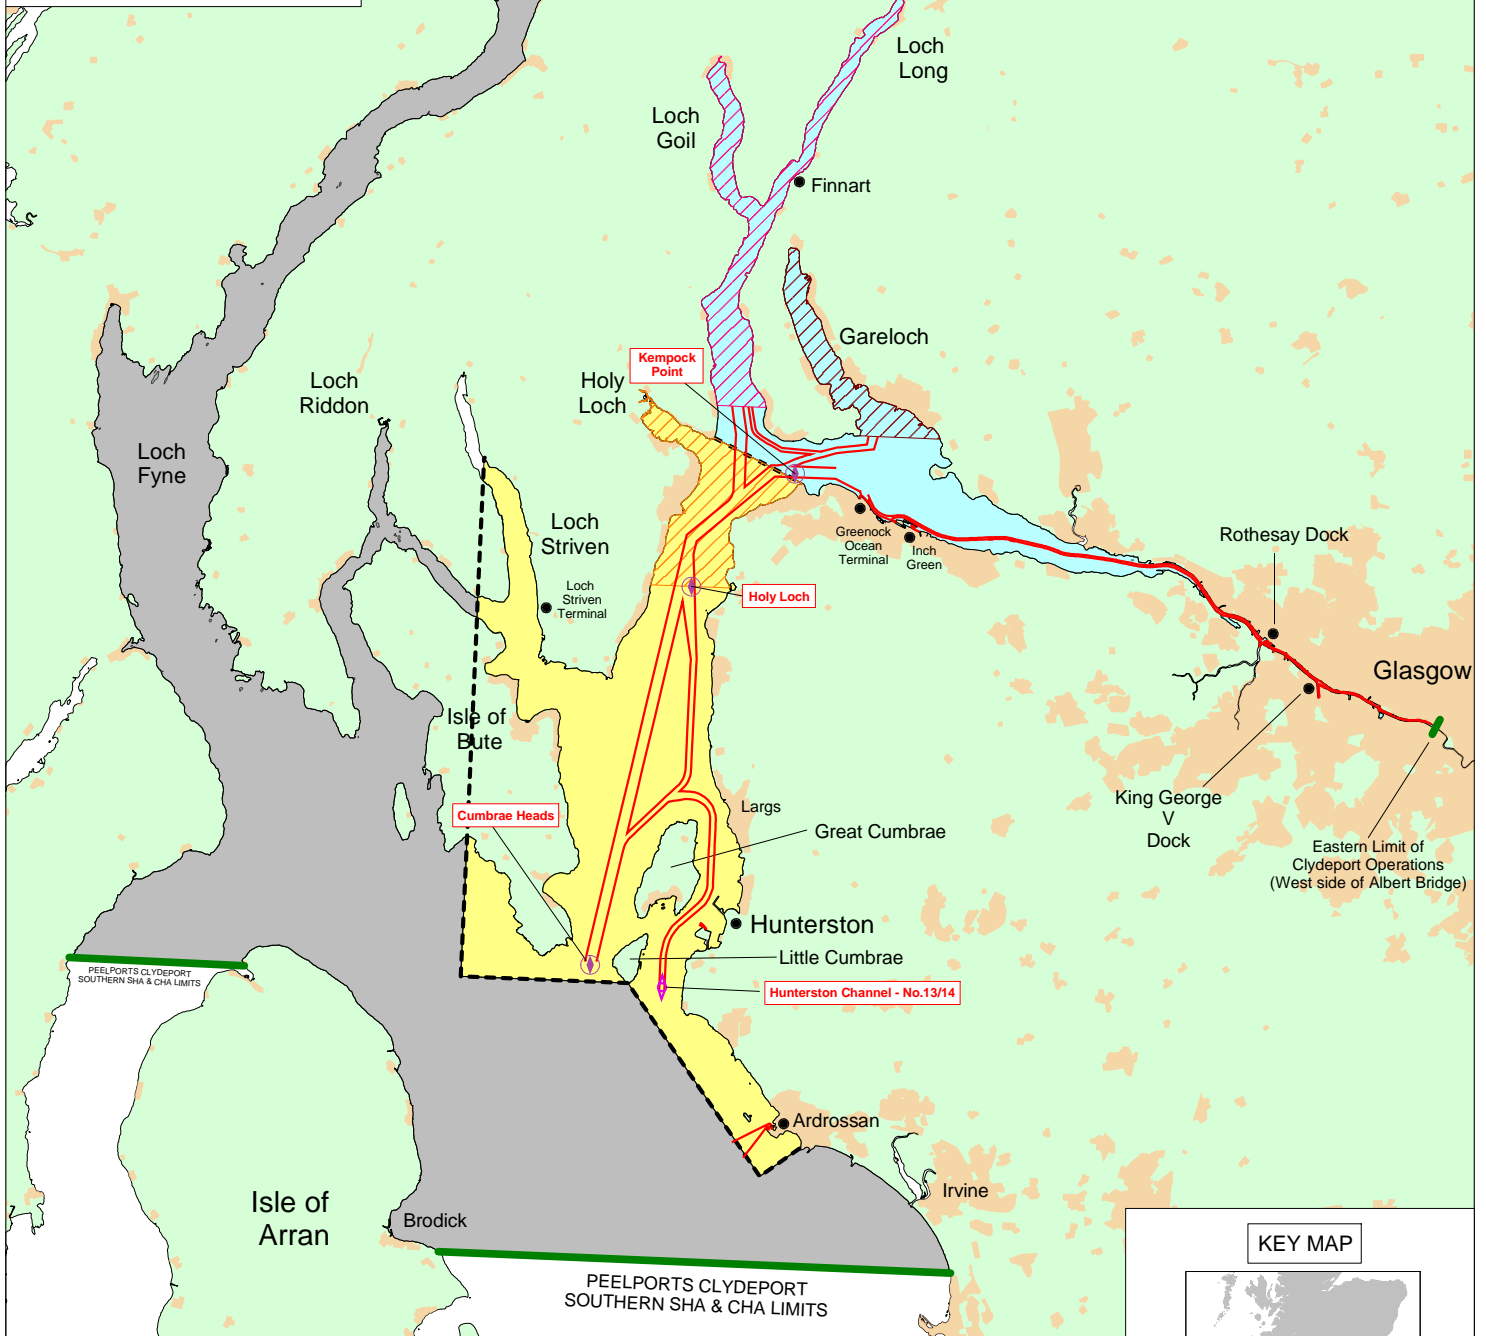 Loch
Long
Loch
Goil
Finnart
Gareloch
Kempock
Point
Holy
Loch
Loch
Riddon
Loch
Fyne
Loch
Striven
Loch
Striven
Terminal
Greenock
Ocean
Terminal
Inch
Green
Rothesay Dock
Holy Loch
Glasgow
Isle of
Bute
Cumbrae Heads
Largs
Great Cumbrae
King George
V
Dock
Eastern Limit of
Clydeport Operations
(West side of Albert Bridge)
Hunterston
Little Cumbrae
PEELPORTS CLYDEPORT
SOUTHERN SHA & CHA LIMITS
Hunterston Channel - No.13/14
Ardrossan
Irvine
Isle of
Arran
Brodick
KEY MAP
PEELPORTS CLYDEPORT
SOUTHERN SHA & CHA LIMITS